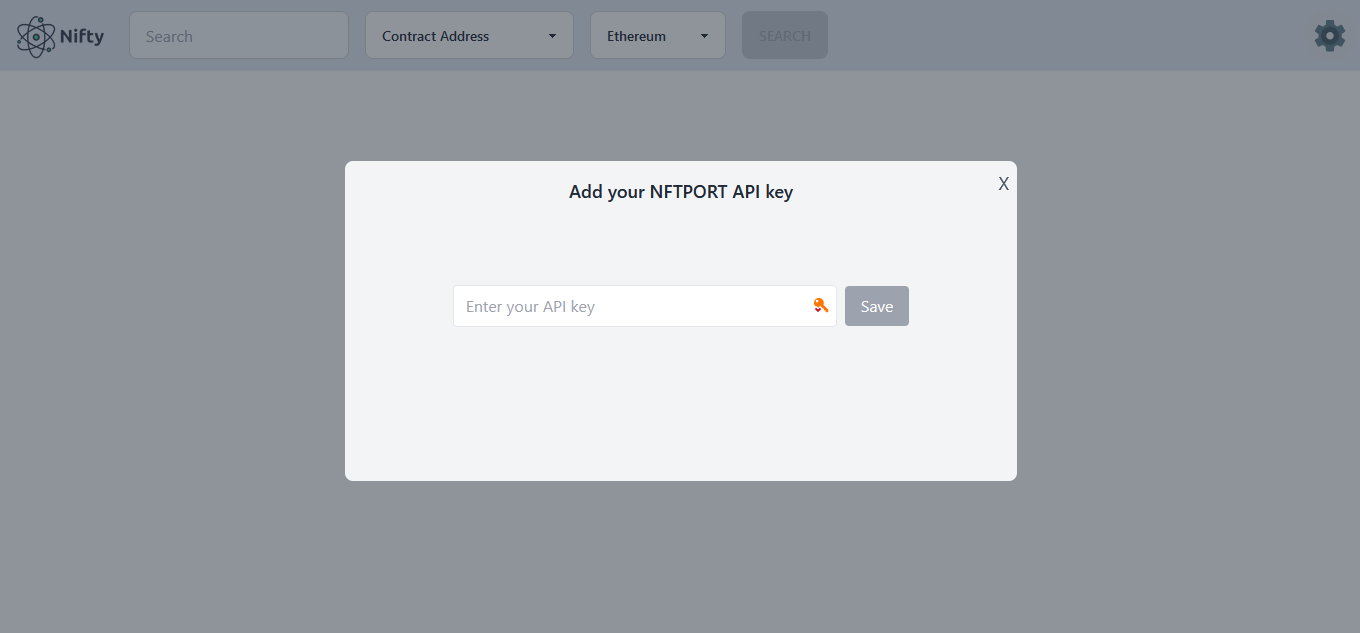 Nifty
Search
Contract Address
Ethereum
SEARCH
Add your NFTPORT API key
X
Enter your API key
Save